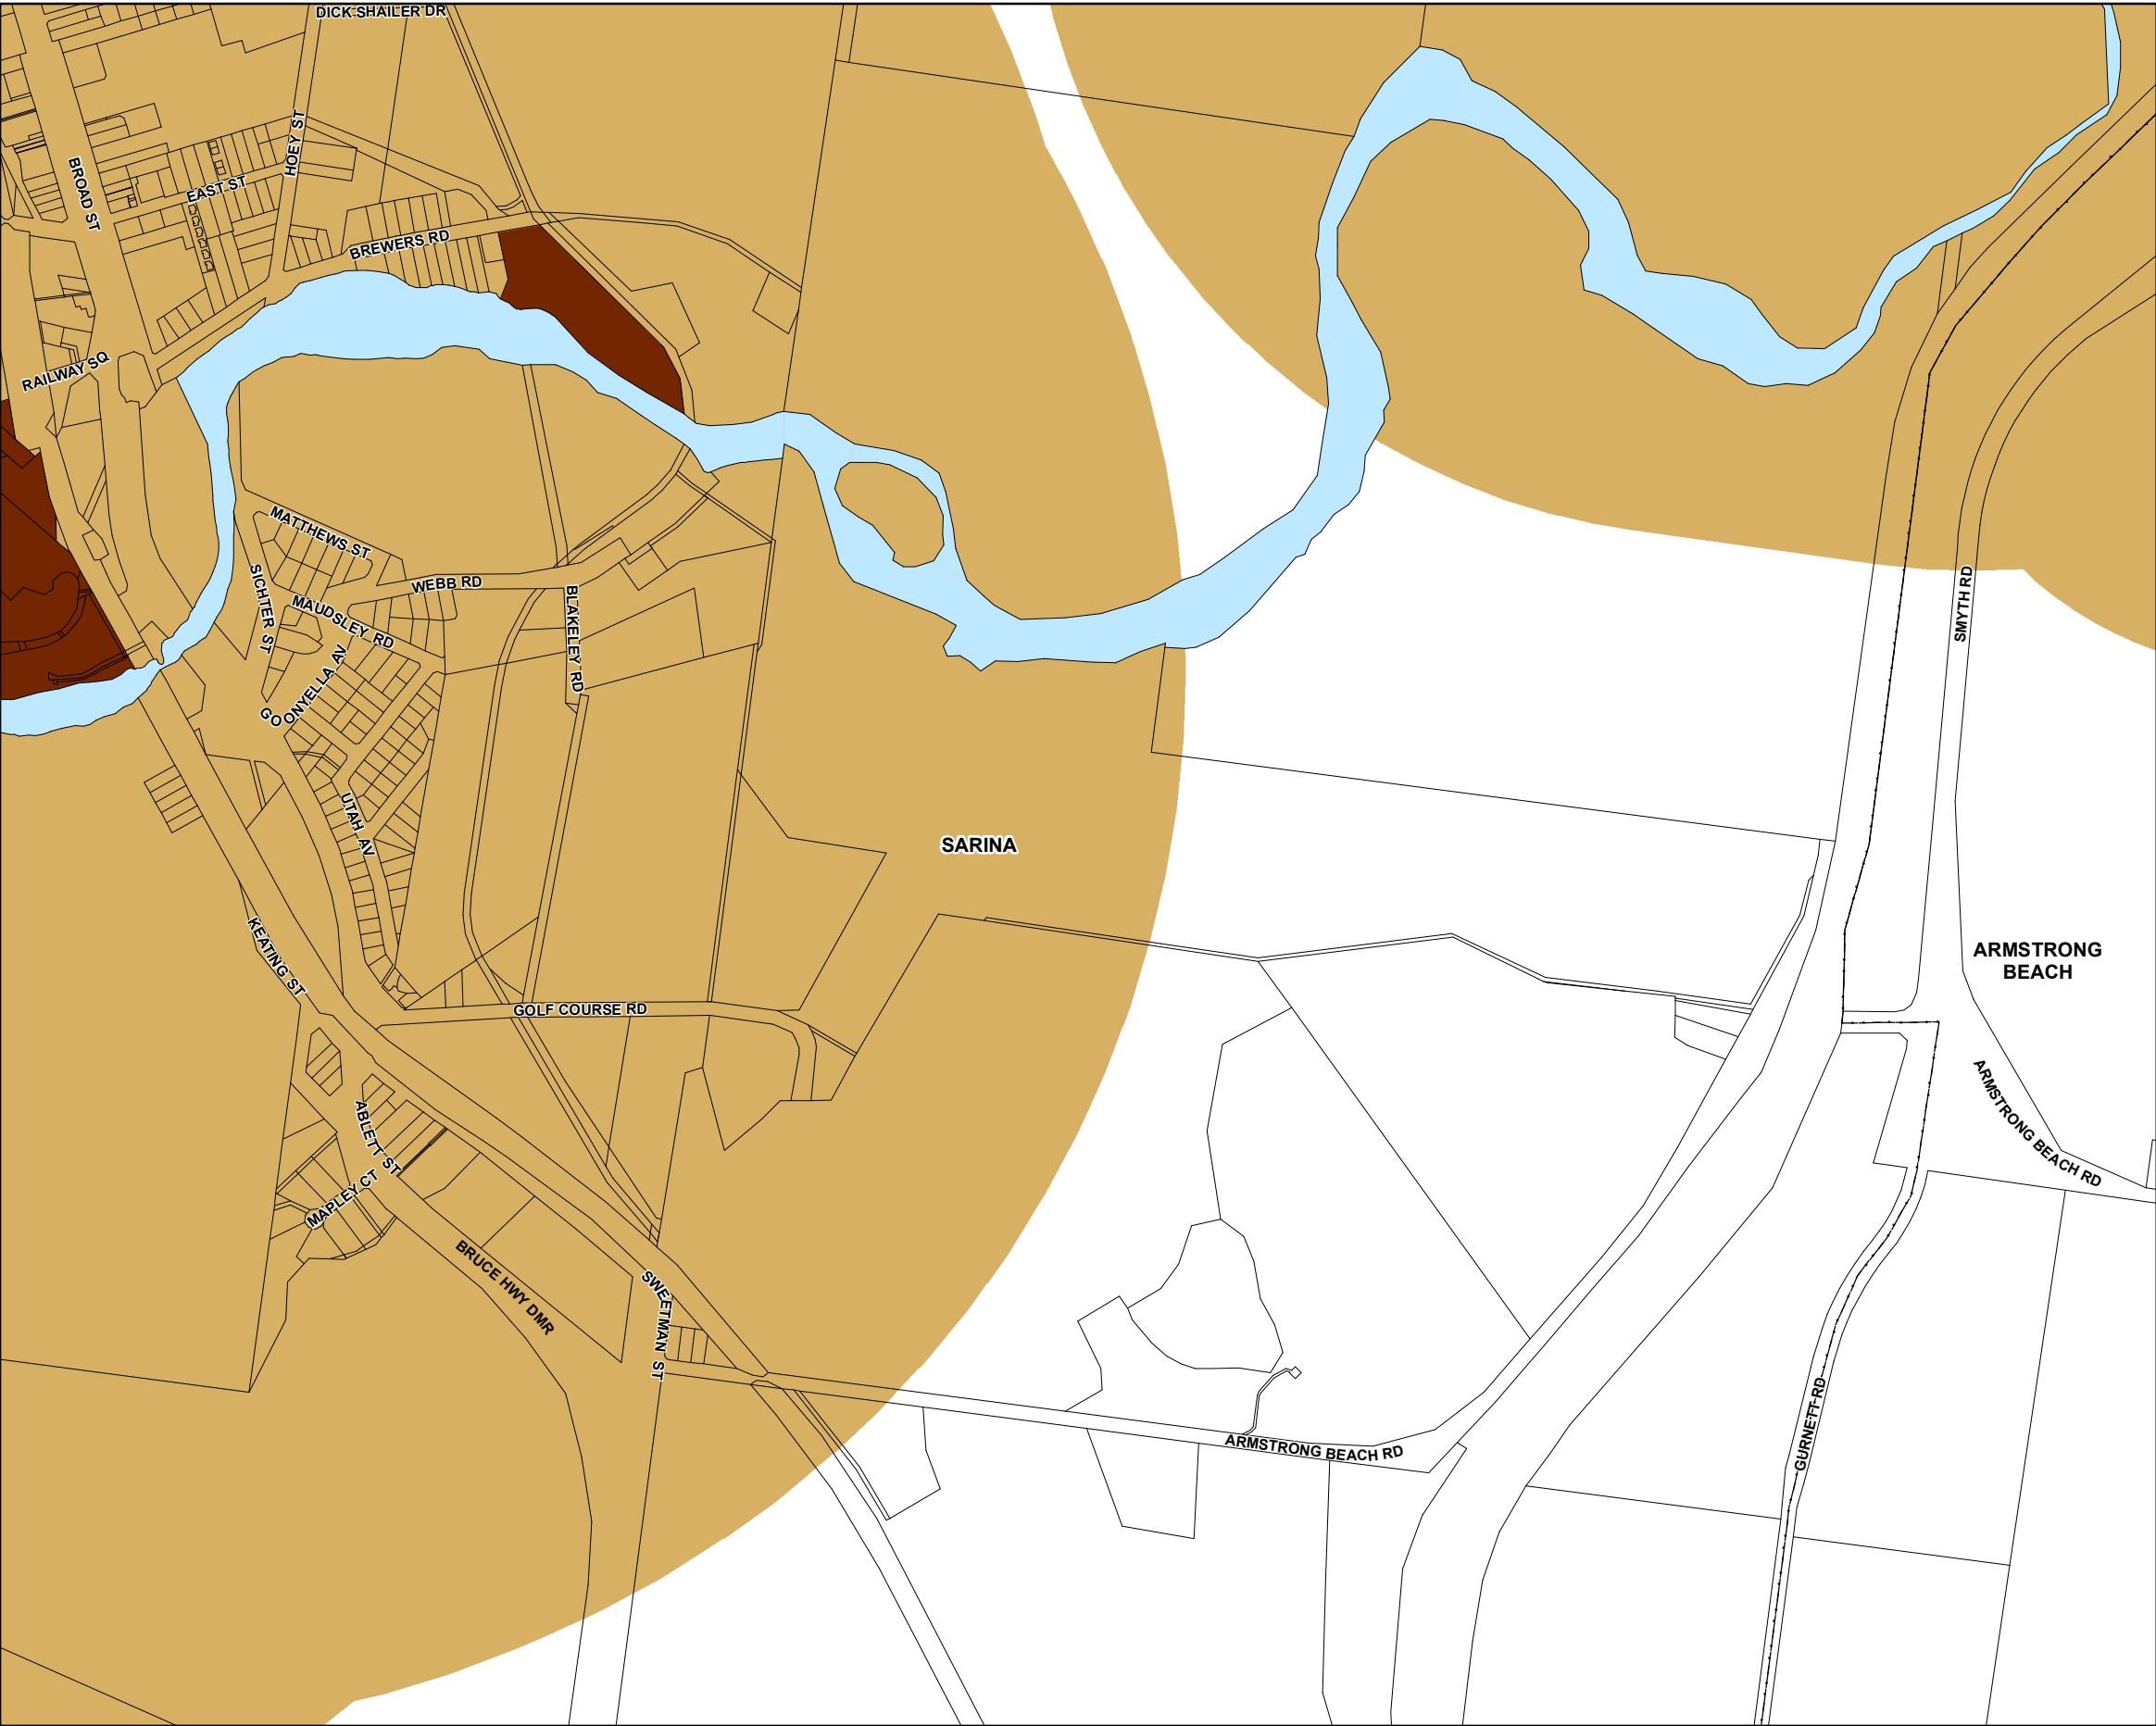 DICK SHAILER DR
HOEY ST
BROAD ST
EAST ST
BREWERS RD
RAILWAY SQ
MATTHEWS ST
WEBB RD
SICHTER ST
MAUDSLEY RD
BLAKELEY RD
SMYTH RD
GOONYELLA AV
UTAH AV
SARINA
KEATING ST
ARMSTRONG
BEACH
GOLF COURSE RD
ARMSTRONG BEACH RD
ABLETT ST
MAPLEY CT
BRUCE HWY DMR
SWEETMAN ST
GURNETT RD
ARMSTRONG BEACH RD